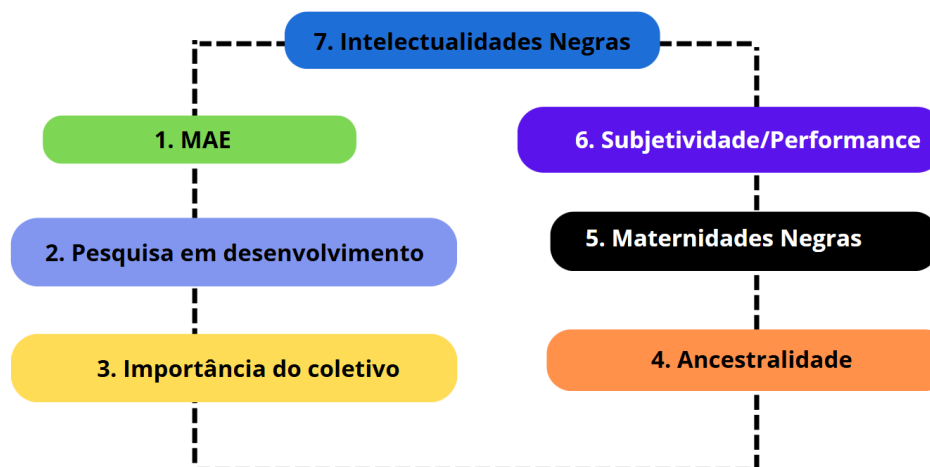 7. Intelectualidades Negras
1. MAE
6. Subjetividade/Performance
2. Pesquisa em desenvolvimento
5. Maternidades Negras
3. Importância do coletivo
4. Ancestralidade